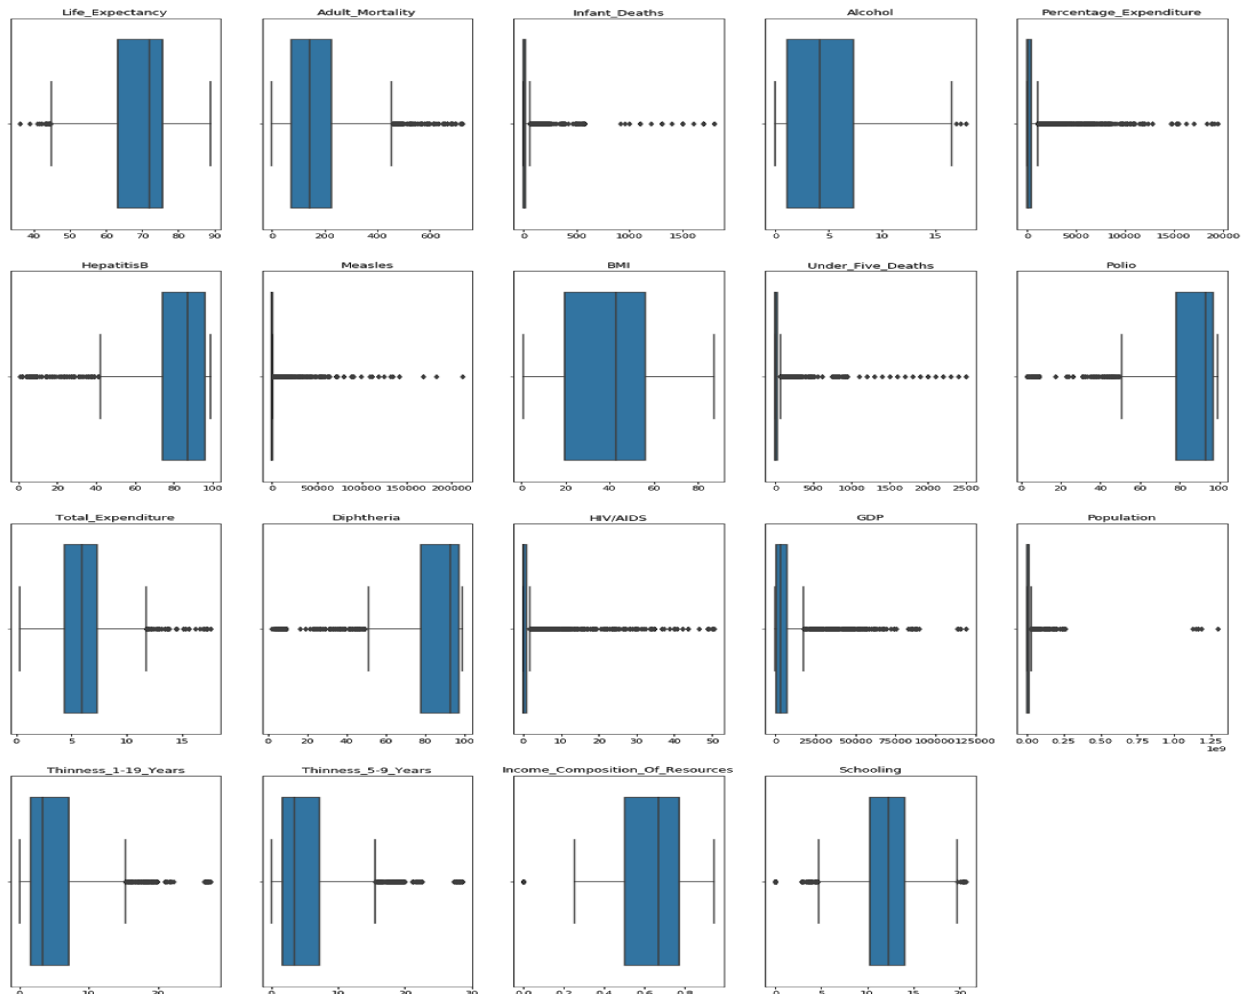 Life_Expectancy Adult_Mortality Infant_Deaths Alcohol Percentage_Expenditure
40 50 60 70 80 90 0 200 400 600 0 500 1000 1500 0 5 10 15 0 5000 10000 15000 20000
HepatitisB Measles BMI Under_Five_Deaths Polio
0 20 40 60 80 100 0 50000 100000 150000 200000 0 20 40 60 80 0 500 1000 1500 2000 2500 0 20 40 60 80 100
Total_Expenditure Diphtheria HIV/AIDS GDP Population
0 5 10 15 0 20 40 60 80 100 0 10 20 30 40 50 0 25000 50000 75000 100000 125000 0.00 0.25 0.50 0.75 1.00 1.25
1e9
Thinness_1-19_Years Thinness_5-9_Years Income_Composition_Of_Resources Schooling
0 10 20 0 10 20 30 0.0 0.2 0.4 0.6 0.8 0 5 10 15 20